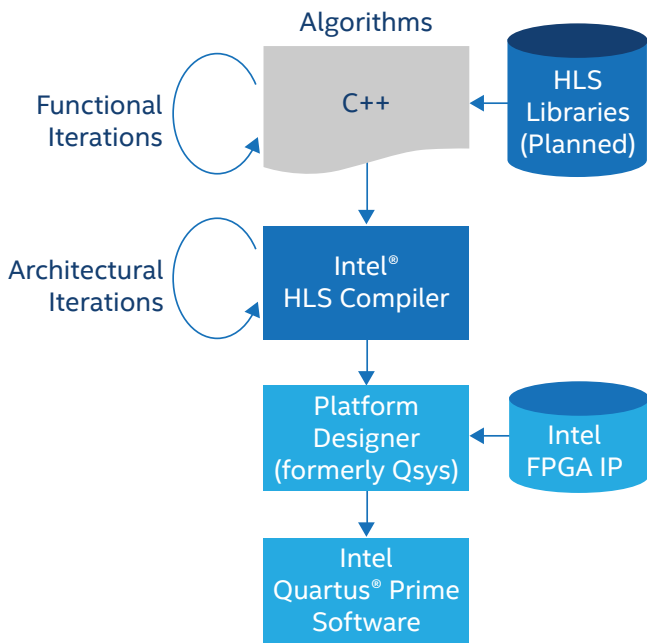 Algorithms
C++
HLS
Libraries
(Planned)
Functional
Iterations
Intel®
HLS Compiler
Architectural
Iterations
Platform
Designer
(formerly Qsys)
Intel
FPGA IP
Intel
Quartus® Prime
Software